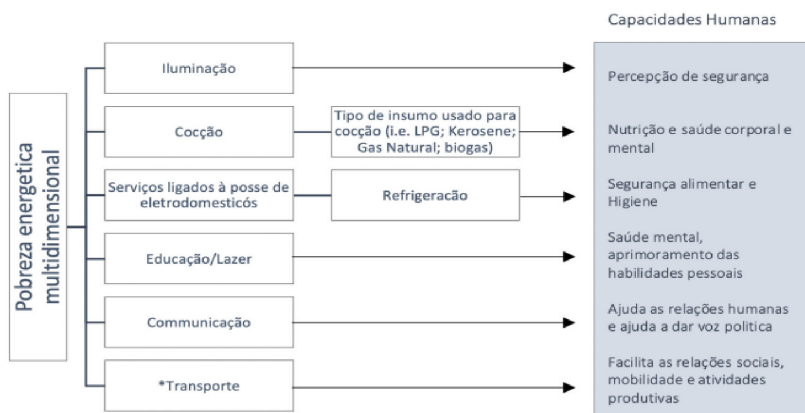 Capacidades Humanas
Pobreza energetica
multidimensional
Iluminação
Percepção de segurança
Cocção
Tipo de insumo usado para
cocção (i.e. LPG; Kerosene;
Gas Natural; biogas)
Nutrição e saúde corporal e
mental
Serviços ligados à posse de
eletrodomesticós
Refrigeracão
Segurança alimentar e
Higiene
Educação/Lazer
Saúde mental,
aprimoramento das
habilidades pessoais
Communicação
Ajuda as relações humanas
e ajuda a dar voz politica
*Transporte
Facilita as relações sociais,
mobilidade e atividades
produtivas